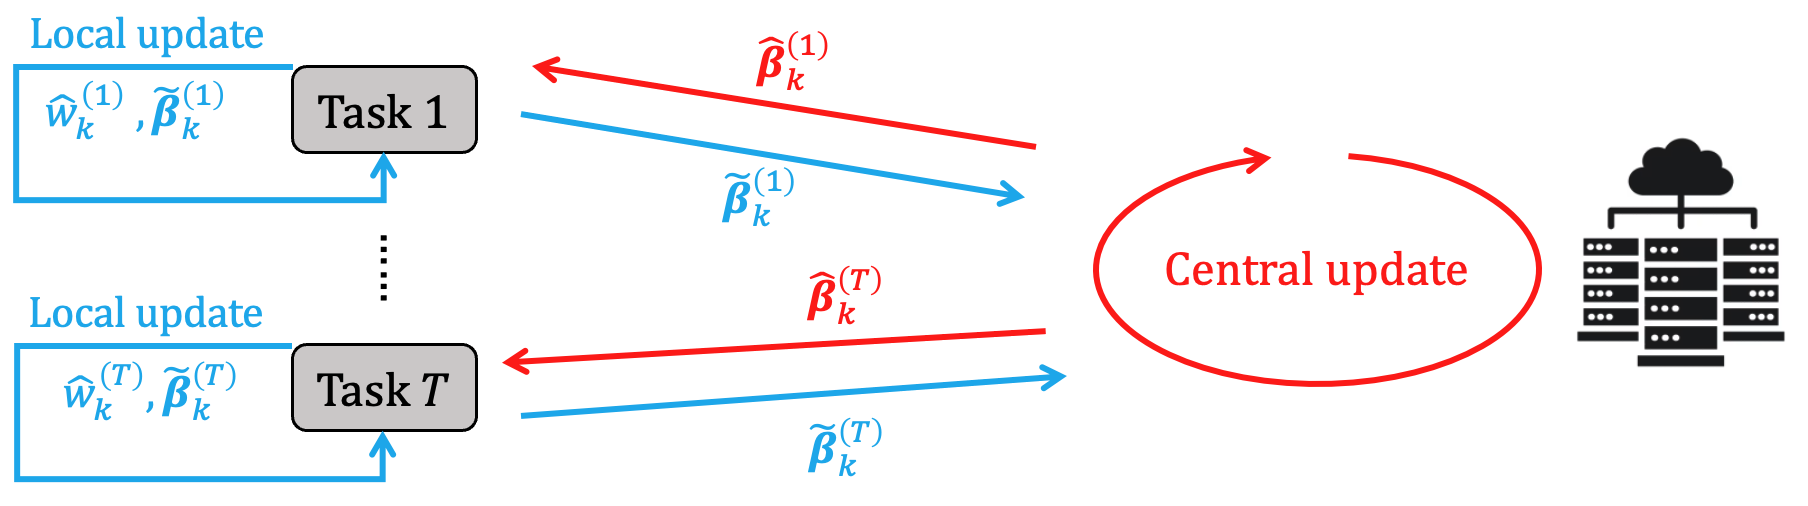 Local update
$\widehat{w}_k^{(1)}, \widetilde{\boldsymbol{\beta}}_k^{(1)}$
Task 1
$\widehat{\boldsymbol{\beta}}_k^{(1)}$
$\widetilde{\boldsymbol{\beta}}_k^{(1)}$
Central update
Local update
$\widehat{w}_k^{(T)}, \widetilde{\boldsymbol{\beta}}_k^{(T)}$
Task $T$
$\widehat{\boldsymbol{\beta}}_k^{(T)}$
$\widetilde{\boldsymbol{\beta}}_k^{(T)}$